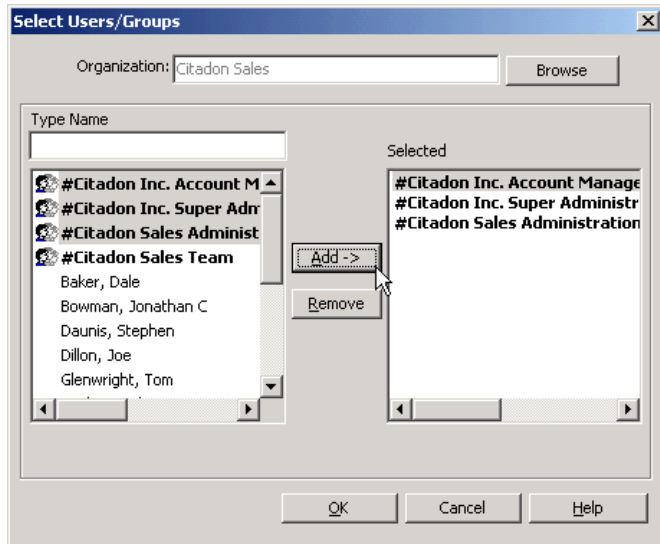 Select Users/Groups
Organization: Citadon Sales Browse
Type Name
Selected
#Citadon Inc. Account M
#Citadon Inc. Super Adm
#Citadon Sales Administ
#Citadon Sales Team
Baker, Dale
Bowman, Jonathan C
Daunis, Stephen
Dillon, Joe
Glenwright, Tom
Add ->
Remove
#Citadon Inc. Account Manage
#Citadon Inc. Super Administr
#Citadon Sales Administration
OK Cancel Help